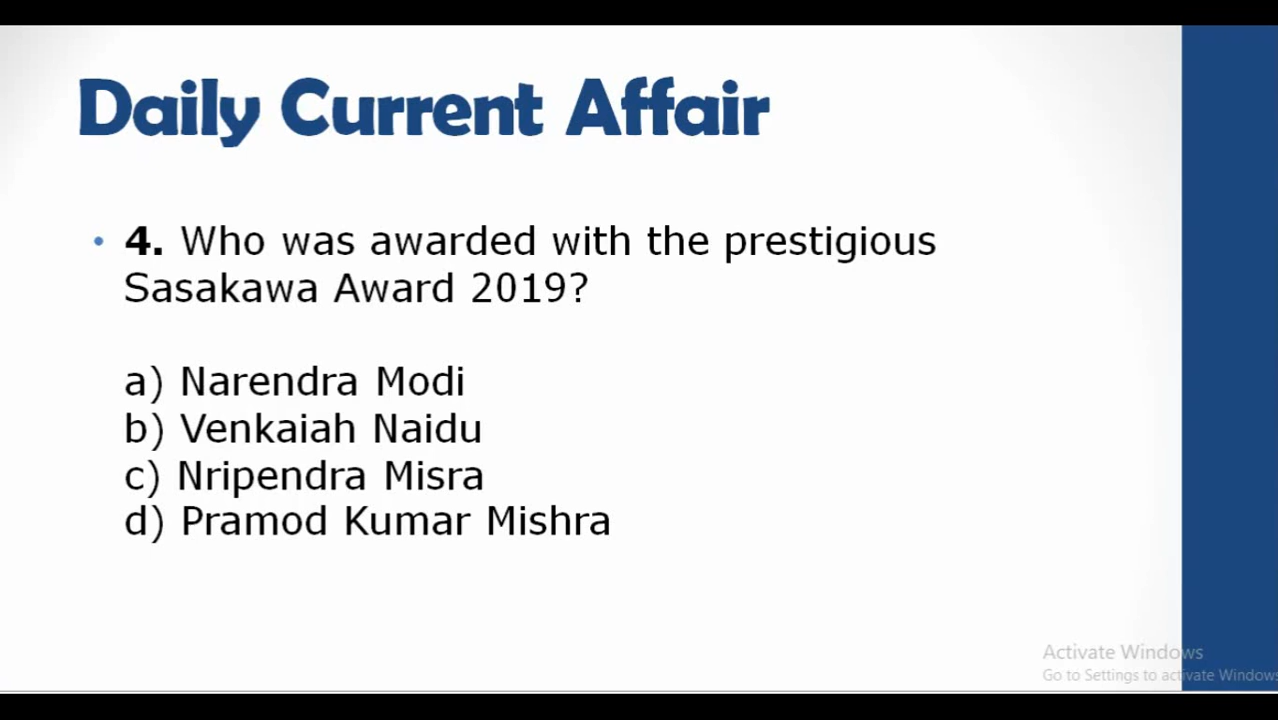 Daily Current Affair
• 4. Who was awarded with the prestigious
Sasakawa Award 2019?
a) Narendra Modi
b) Venkaiah Naidu
c) Nripendra Misra
d) Pramod Kumar Mishra
Activate Windows
Go to Settings to activate Windows